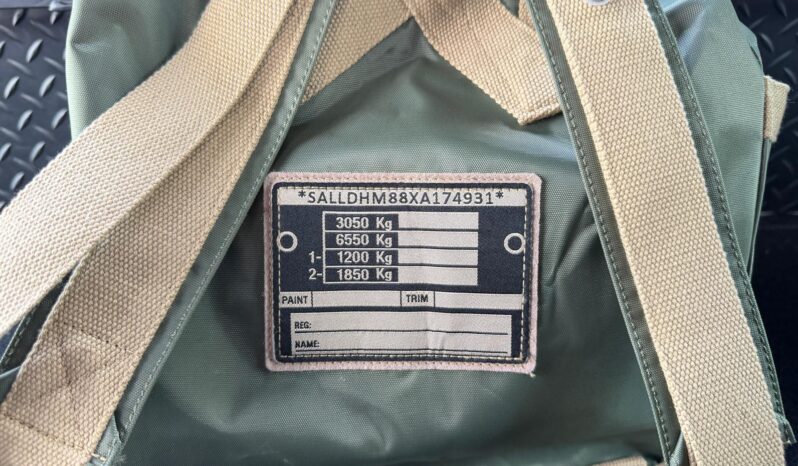 *SALLDHM88XA174931*
3050 Kg
6550 Kg
1- 1200 Kg
2- 1850 Kg
PAINT TRIM
REG:
NAME: